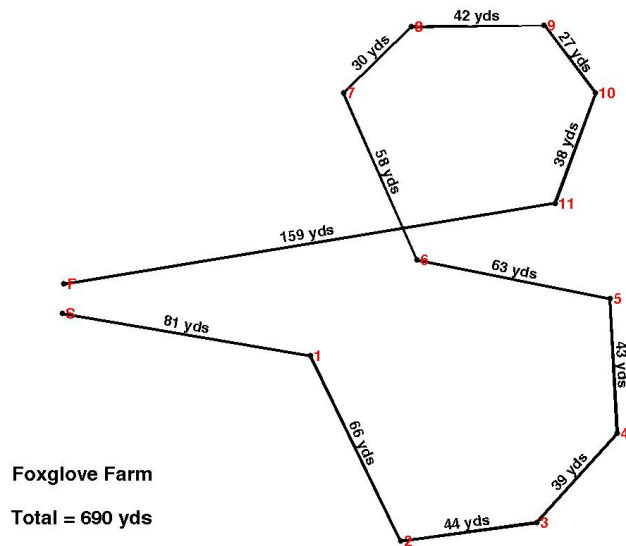 42 yds
8
9
30 yds
27 yds
7
10
58 yds
38 yds
11
159 yds
6
63 yds
F
5
S
81 yds
43 yds
1
66 yds
4
39 yds
Foxglove Farm
44 yds
3
Total = 690 yds
2